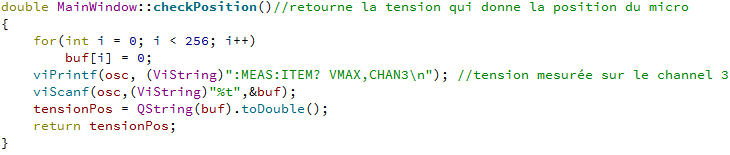 double MainWindow::checkPosition()//retourne la tension qui donne la position du micro
{
    for(int i = 0; i < 256; i++)
        buf[i] = 0;
    viPrintf(osc, (ViString)":MEAS:ITEM? VMAX,CHAN3\n"); //tension mesurée sur le channel 3
    viScanf(osc,(ViString)"%t",&buf);
    tensionPos = QString(buf).toDouble();
    return tensionPos;
}